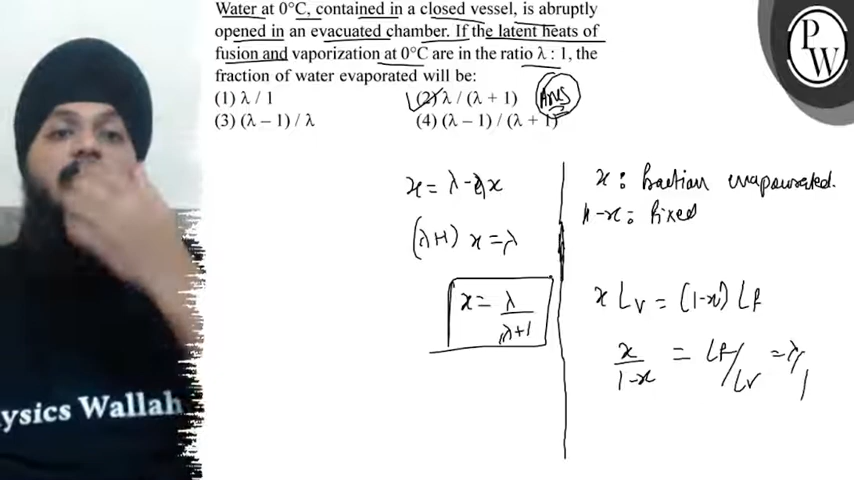 Water at 0°C, contained in a closed vessel, is abruptly
opened in an evacuated chamber. If the latent heats of
fusion and vaporization at 0°C are in the ratio λ : 1, the
fraction of water evaporated will be:
(1) λ / 1
(2) λ / (λ + 1)
Ans
(3) (λ – 1) / λ
(4) (λ – 1) / (λ + 1)
PW
x = λ - λx
(λ+1) x = λ
x = λ/(λ+1)
x : fraction evapourated.
1-x : fixed
x Lv = (1-x) Lf
x/(1-x) = Lf/Lv = λ/1
ysics Wallah